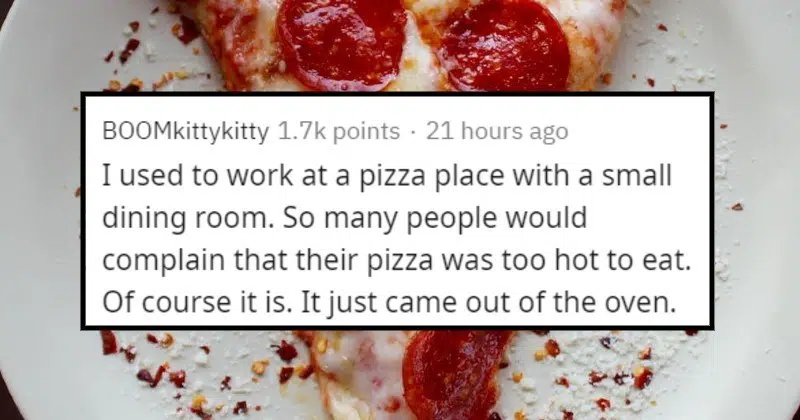 BOOMkittykitty 1.7k points · 21 hours ago
I used to work at a pizza place with a small
dining room. So many people would
complain that their pizza was too hot to eat.
Of course it is. It just came out of the oven.